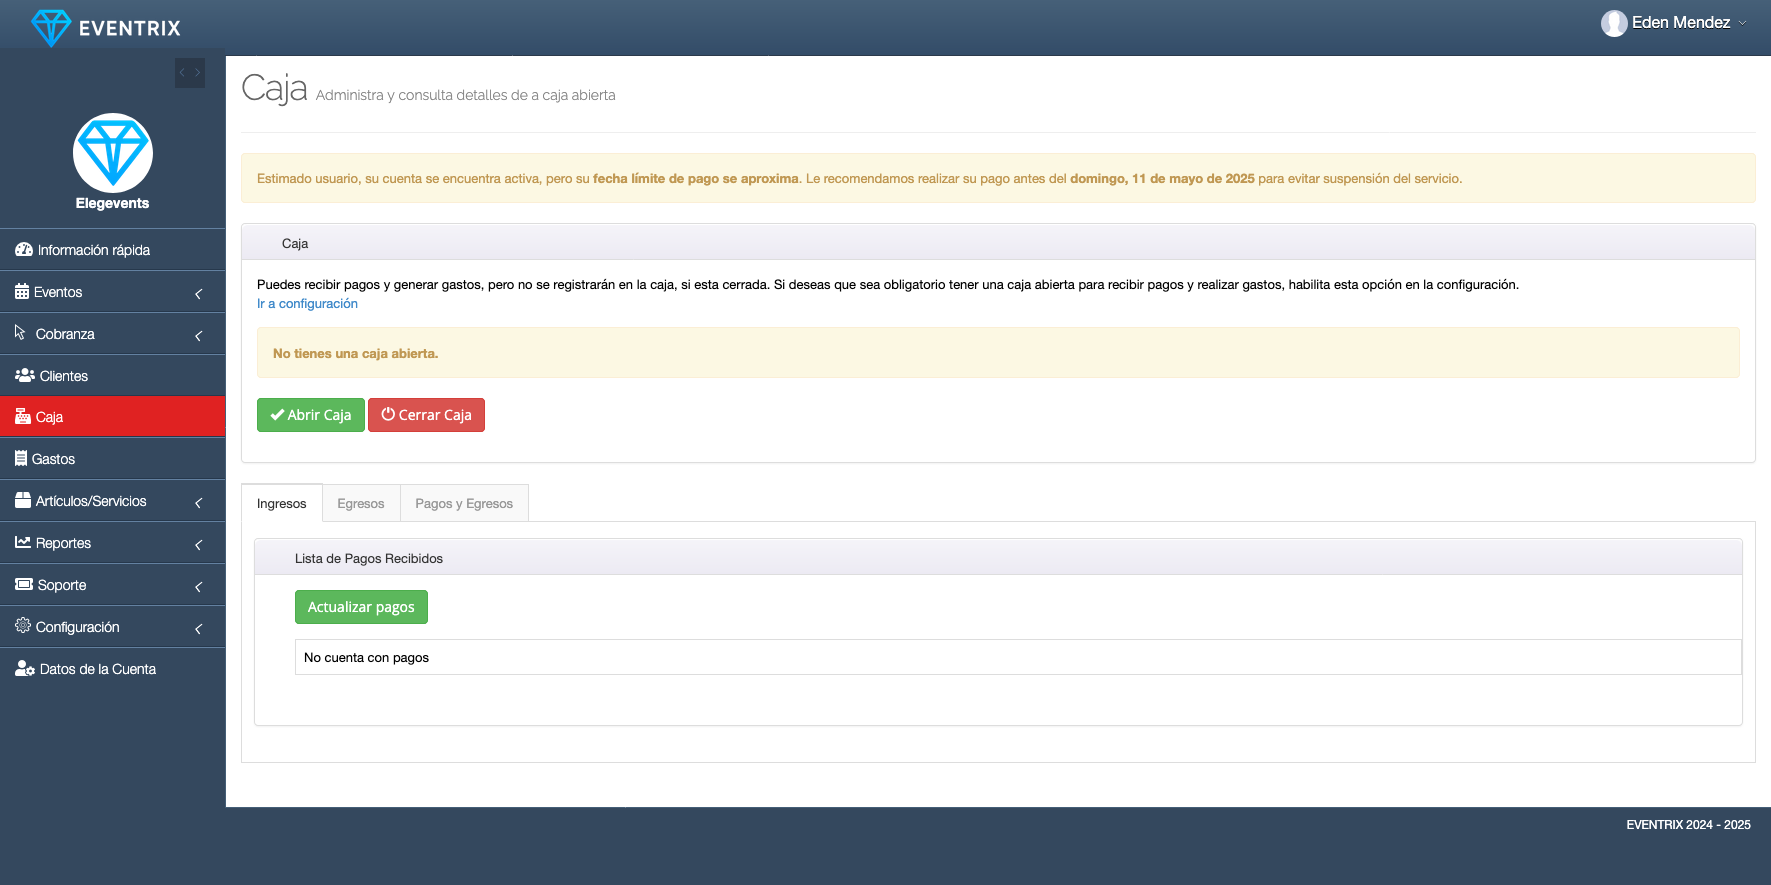 EVENTRIX
Eden Mendez
Elegevents
Información rápida
Eventos
Cobranza
Clientes
Caja
Gastos
Artículos/Servicios
Reportes
Soporte
Configuración
Datos de la Cuenta
Caja Administra y consulta detalles de a caja abierta
Estimado usuario, su cuenta se encuentra activa, pero su fecha límite de pago se aproxima. Le recomendamos realizar su pago antes del domingo, 11 de mayo de 2025 para evitar suspensión del servicio.
Caja
Puedes recibir pagos y generar gastos, pero no se registrarán en la caja, si esta cerrada. Si deseas que sea obligatorio tener una caja abierta para recibir pagos y realizar gastos, habilita esta opción en la configuración.
Ir a configuración
No tienes una caja abierta.
Abrir Caja Cerrar Caja
Ingresos Egresos Pagos y Egresos
Lista de Pagos Recibidos
Actualizar pagos
No cuenta con pagos
EVENTRIX 2024 - 2025